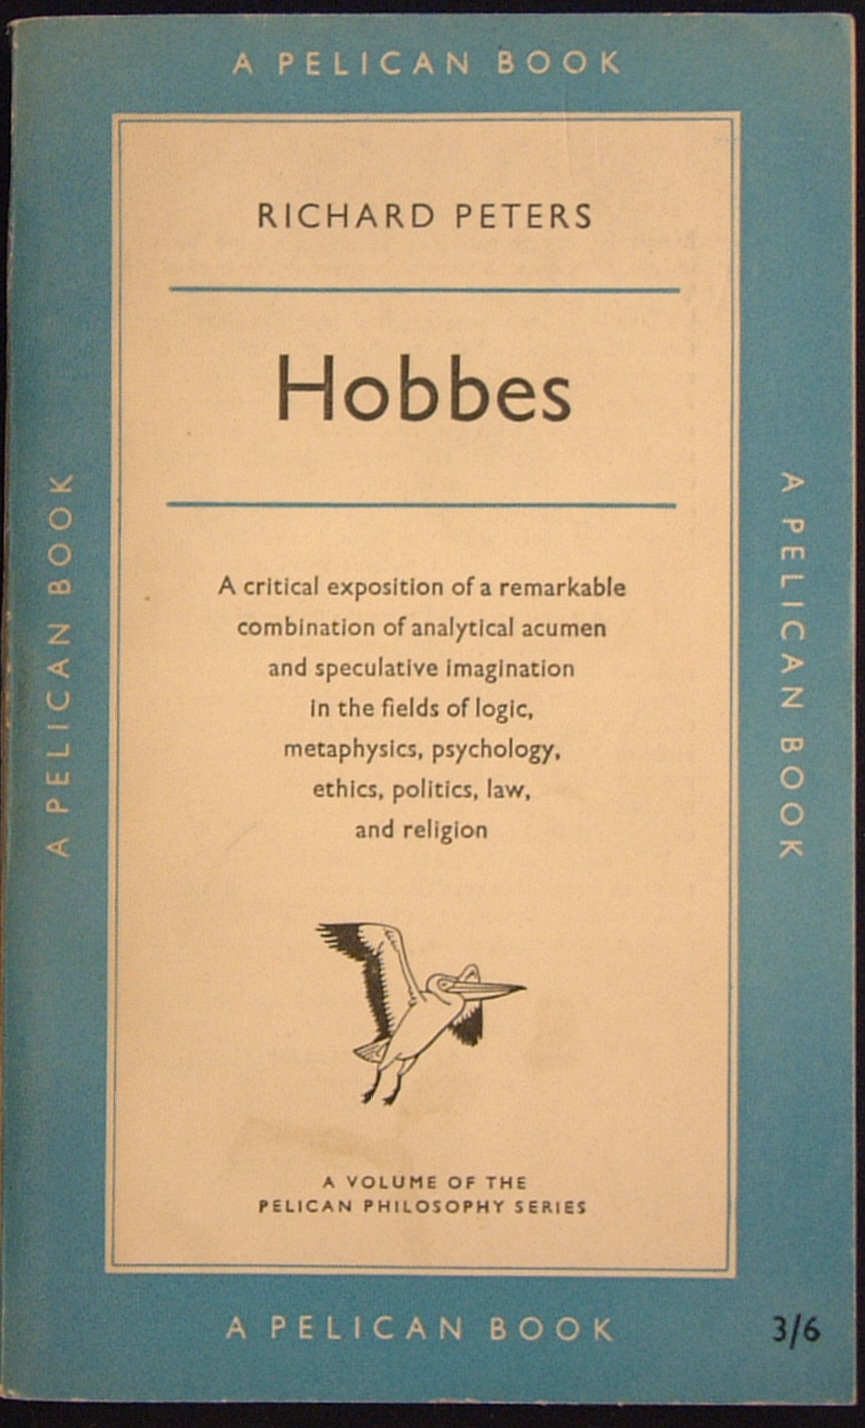 A PELICAN BOOK
RICHARD PETERS
Hobbes
A critical exposition of a remarkable
combination of analytical acumen
and speculative imagination
in the fields of logic,
metaphysics, psychology,
ethics, politics, law,
and religion
A VOLUME OF THE
PELICAN PHILOSOPHY SERIES
A PELICAN BOOK
A PELICAN BOOK
A PELICAN BOOK
3/6